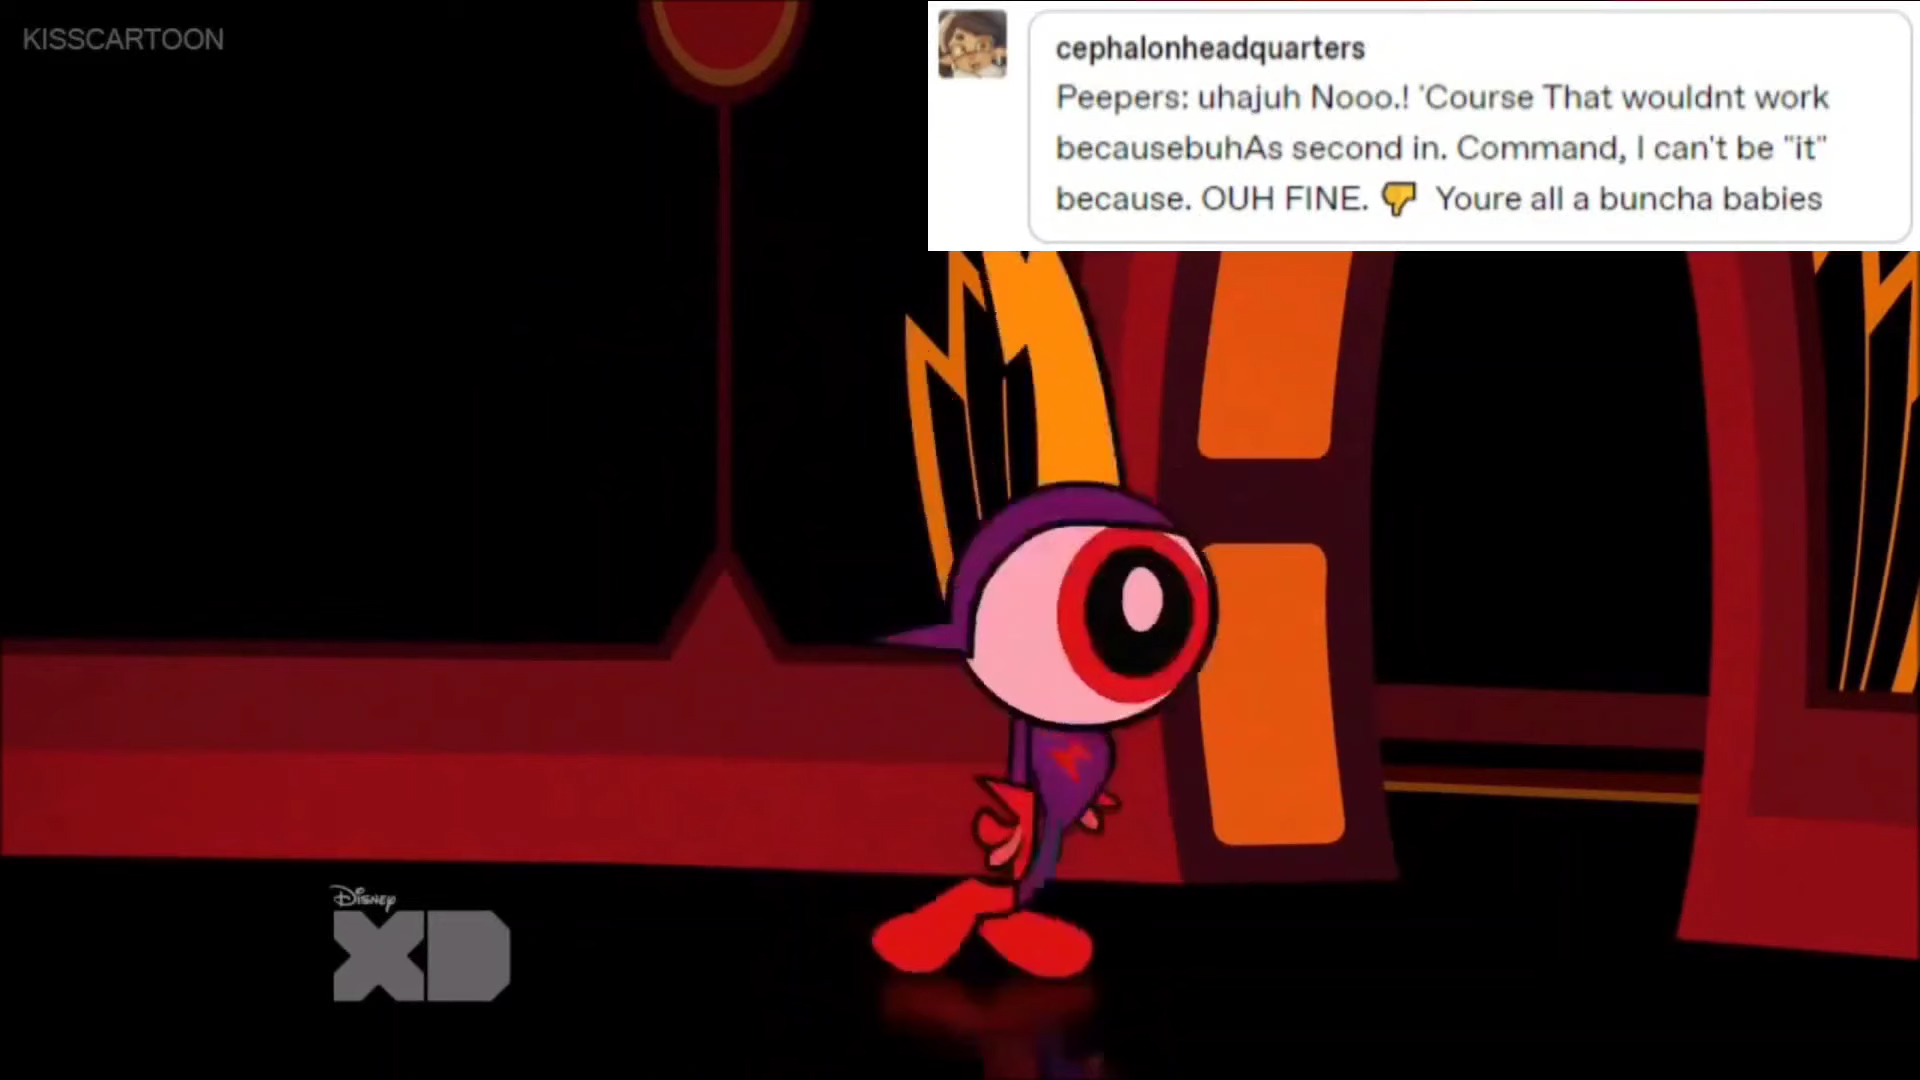 KISSCARTOON
cephalonheadquarters
Peepers: uhajuh Nooo.! 'Course That wouldnt work
becausebuhAs second in. Command, I can't be "it"
because. OUH FINE. 👎 Youre all a buncha babies
Disney
XD